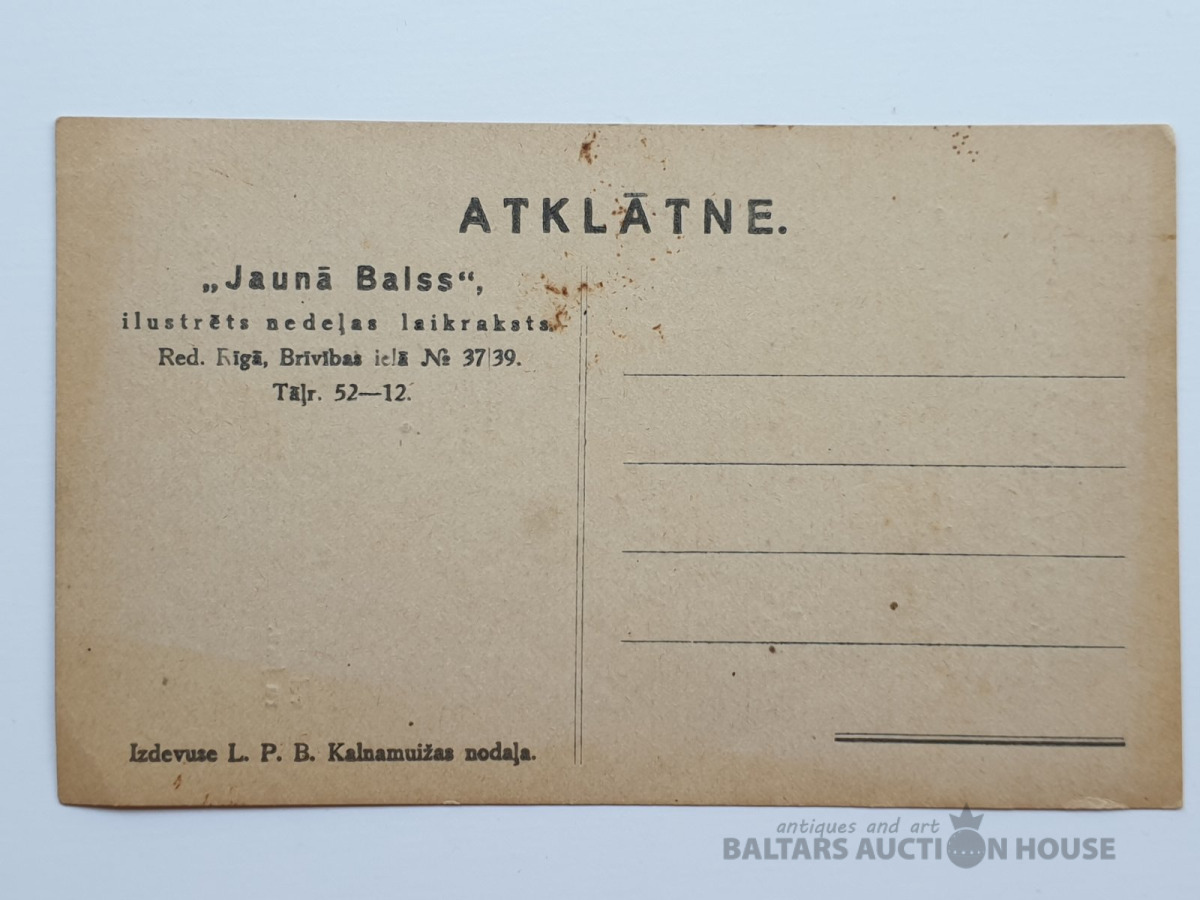 ATKLĀTNE.
„Jaunā Balss“,
ilustrēts nedeļas laikraksts.
Red. Rīgā, Brīvības ielā № 37|39.
Tāļr. 52—12.
Izdevuse L. P. B. Kalnamuižas nodaļa.
antiques and art
BALTARS AUCTION HOUSE